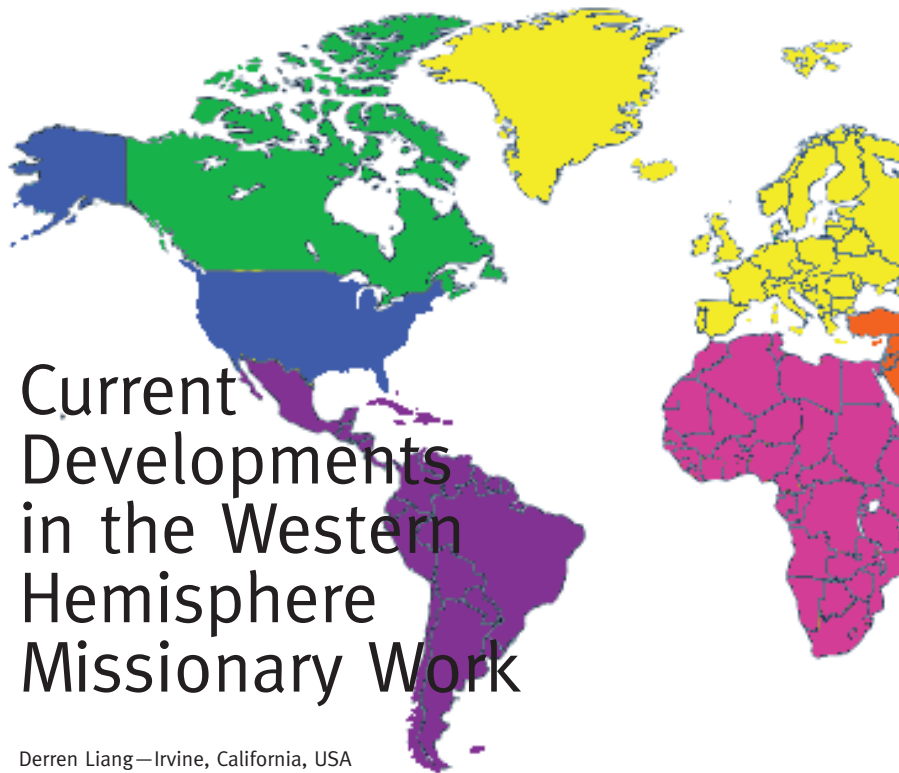 Current
Developments
in the Western
Hemisphere
Missionary Work
Derren Liang—Irvine, California, USA